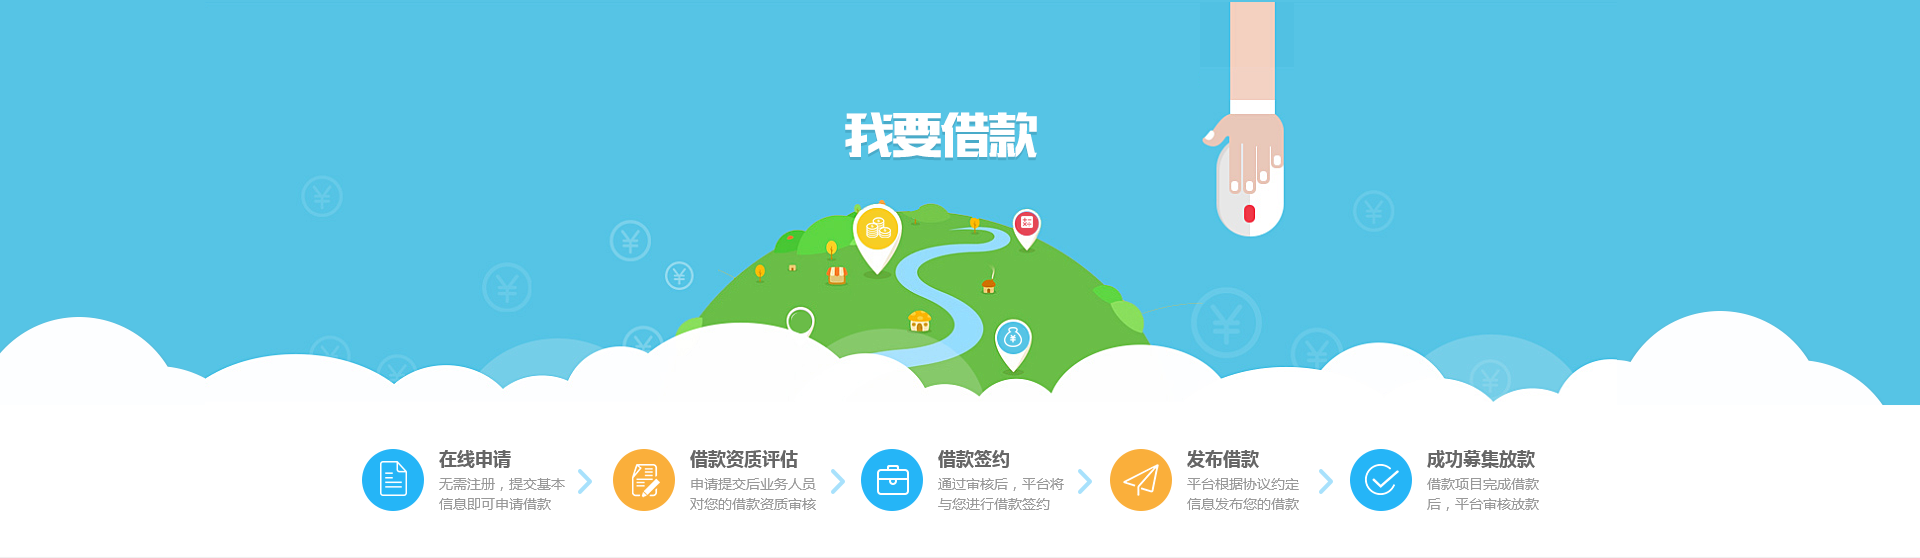 我要借款
在线申请
无需注册，提交基本
信息即可申请借款
借款资质评估
申请提交后业务人员
对您的借款资质审核
借款签约
通过审核后，平台将
与您进行借款签约
发布借款
平台根据协议约定
信息发布您的借款
成功募集放款
借款项目完成借款
后，平台审核放款